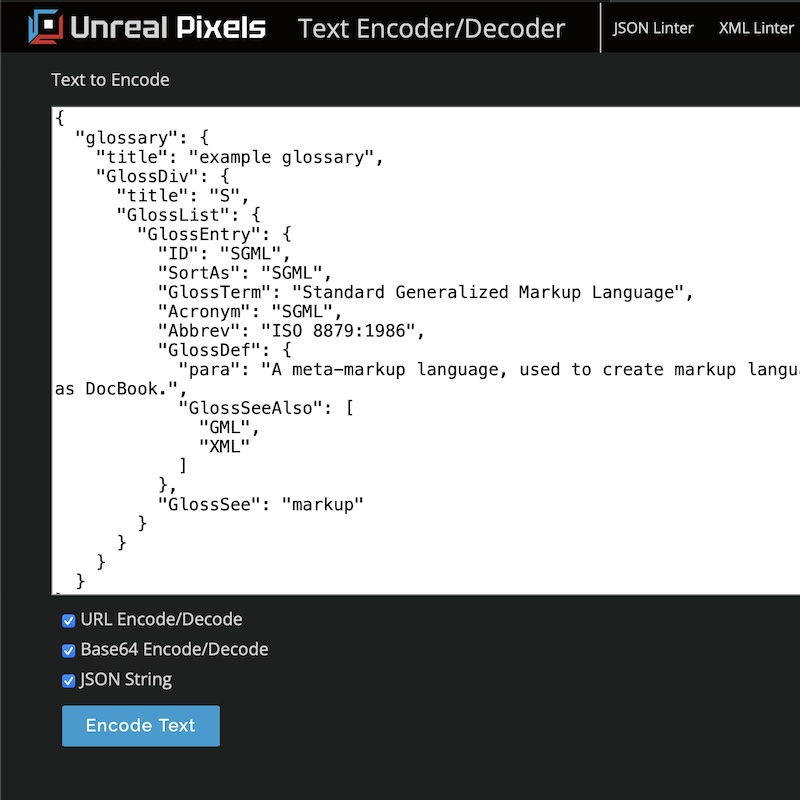 Unreal Pixels Text Encoder/Decoder JSON Linter XML Linter
Text to Encode
{
"glossary": {
"title": "example glossary",
"GlossDiv": {
"title": "S",
"GlossList": {
"GlossEntry": {
"ID": "SGML",
"SortAs": "SGML",
"GlossTerm": "Standard Generalized Markup Language",
"Acronym": "SGML",
"Abbrev": "ISO 8879:1986",
"GlossDef": {
"para": "A meta-markup language, used to create markup
as DocBook.",
"GlossSeeAlso": [
"GML",
"XML"
]
},
"GlossSee": "markup"
}
}
}
}
URL Encode/Decode
Base64 Encode/Decode
JSON String
Encode Text